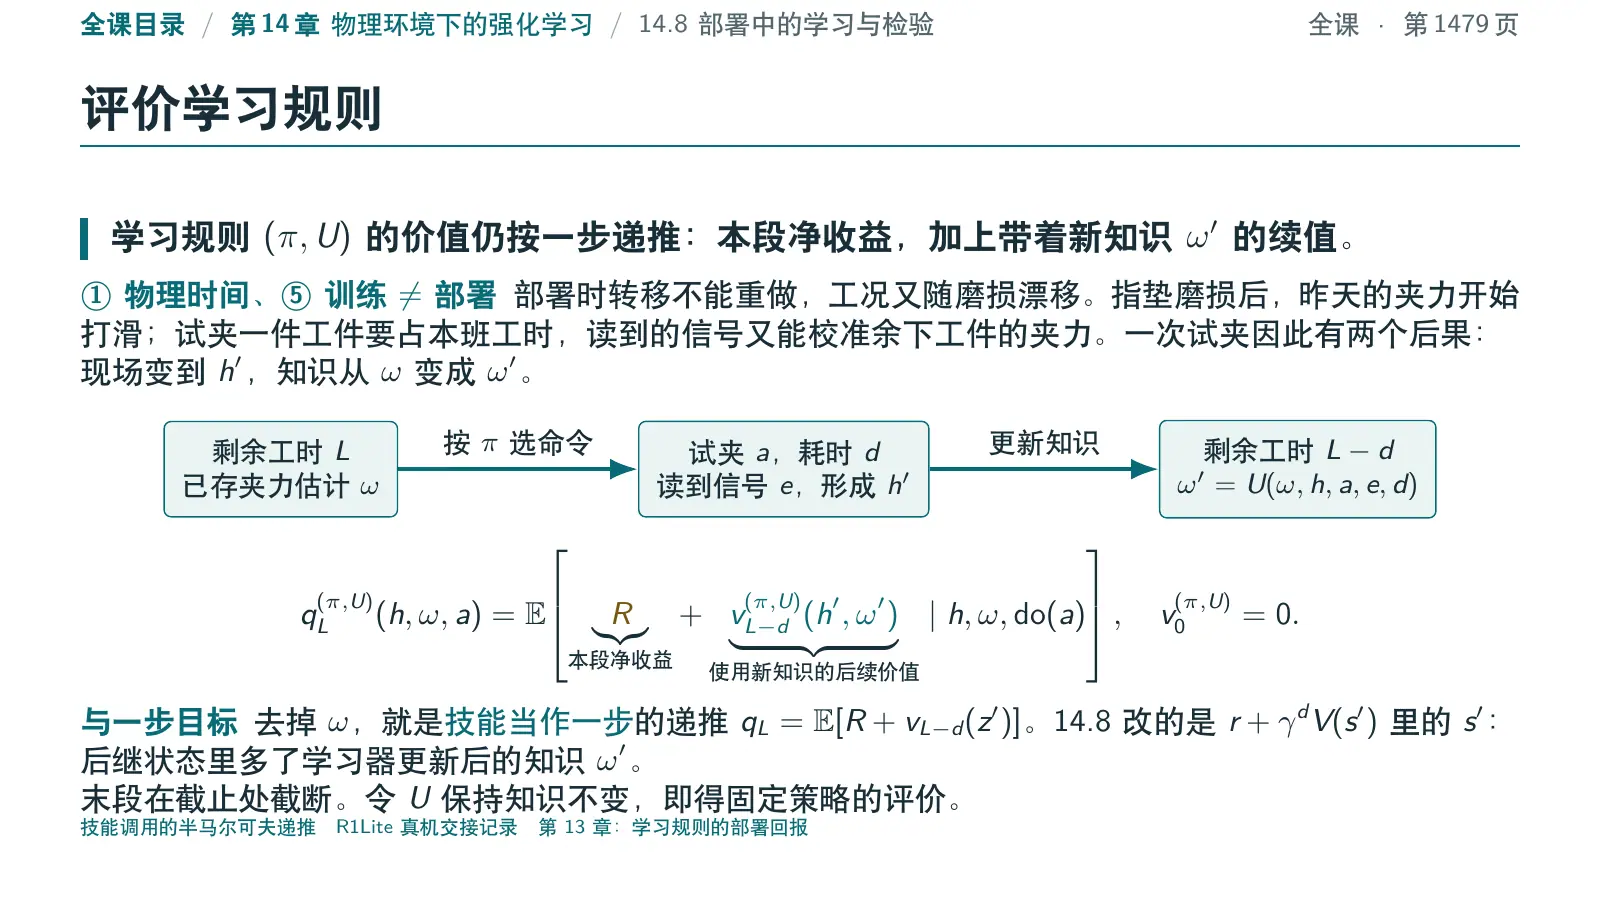 全课目录 / 第 14 章 物理环境下的强化学习 / 14.8 部署中的学习与检验
全课 · 第 1479 页
评价学习规则
学习规则 (π, U) 的价值仍按一步递推：本段净收益，加上带着新知识 ω′ 的续值。
① 物理时间、⑤ 训练 ≠ 部署 部署时转移不能重做，工况又随磨损漂移。指垫磨损后，昨天的夹力开始
打滑；试夹一件工件要占本班工时，读到的信号又能校准余下工件的夹力。一次试夹因此有两个后果：
现场变到 h′，知识从 ω 变成 ω′。
剩余工时 L
已存夹力估计 ω
按 π 选命令
试夹 a，耗时 d
读到信号 e，形成 h′
更新知识
剩余工时 L − d
ω′ = U(ω, h, a, e, d)
q_L^{(π,U)}(h, ω, a) = 𝔼[ R + v_{L−d}^{(π,U)}(h′, ω′) | h, ω, do(a) ], v_0^{(π,U)} = 0.
本段净收益
使用新知识的后续价值
与一步目标 去掉 ω，就是技能当作一步的递推 q_L = 𝔼[R + v_{L−d}(z′)]。14.8 改的是 r + γ^d V(s′) 里的 s′：
后继状态里多了学习器更新后的知识 ω′。
末段在截止处截断。令 U 保持知识不变，即得固定策略的评价。
技能调用的半马尔可夫递推 R1Lite 真机交接记录 第 13 章：学习规则的部署回报